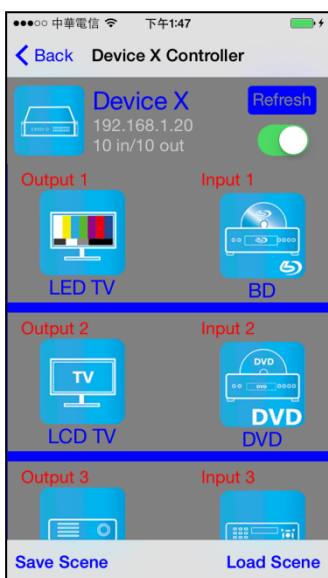 中華電信 下午1:47
Back Device X Controller
Device X Refresh
192.168.1.20
10 in/10 out
Output 1 Input 1
LED TV BD
Output 2 Input 2
TV DVD
DVD
DVD
LCD TV DVD
Output 3 Input 3
Save Scene Load Scene